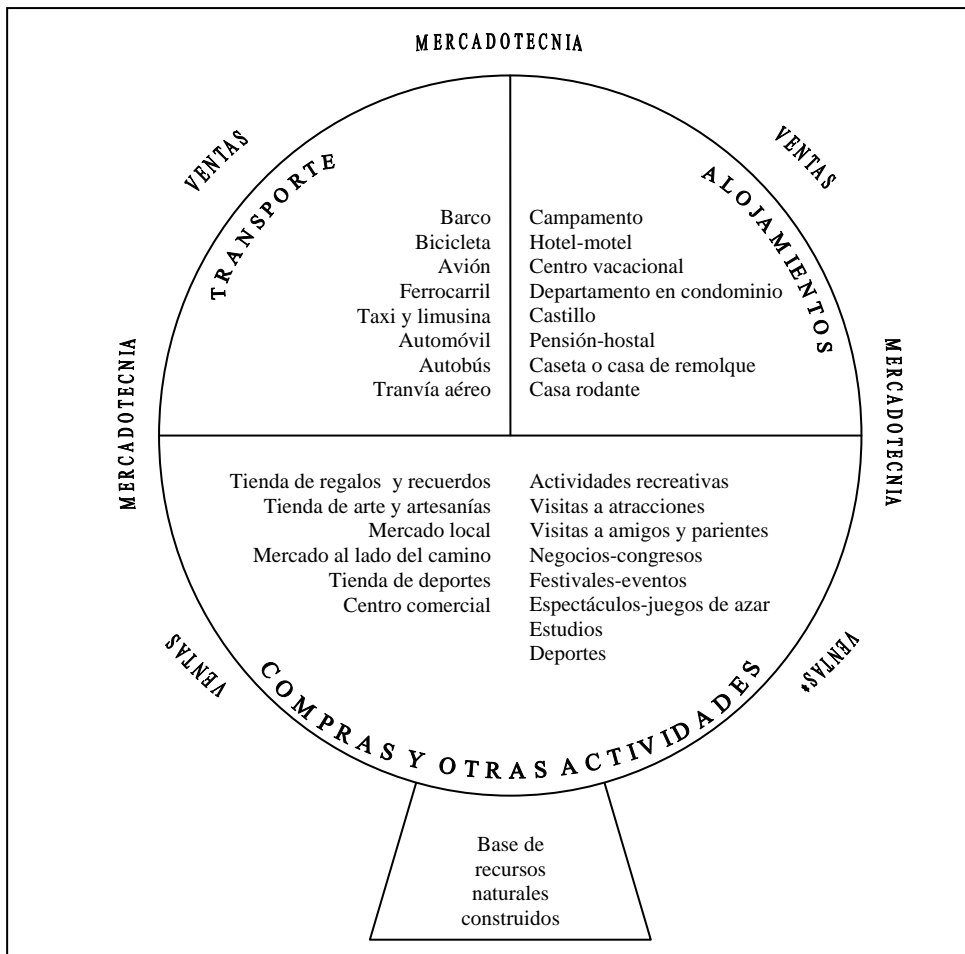 MERCADOTECNIA
VENTAS
VENTAS
TRANSPORTE
ALOJAMIENTOS
Barco
Bicicleta
Avión
Ferrocarril
Taxi y limusina
Automóvil
Autobús
Tranvía aéreo
Campamento
Hotel-motel
Centro vacacional
Departamento en condominio
Castillo
Pensión-hostal
Caseta o casa de remolque
Casa rodante
MERCADOTECNIA
MERCADOTECNIA
Tienda de regalos y recuerdos
Tienda de arte y artesanías
Mercado local
Mercado al lado del camino
Tienda de deportes
Centro comercial
Actividades recreativas
Visitas a atracciones
Visitas a amigos y parientes
Negocios-congresos
Festivales-eventos
Espectáculos-juegos de azar
Estudios
Deportes
VENTAS
VENTAS*
COMPRAS Y OTRAS ACTIVIDADES
Base de
recursos
naturales
construidos